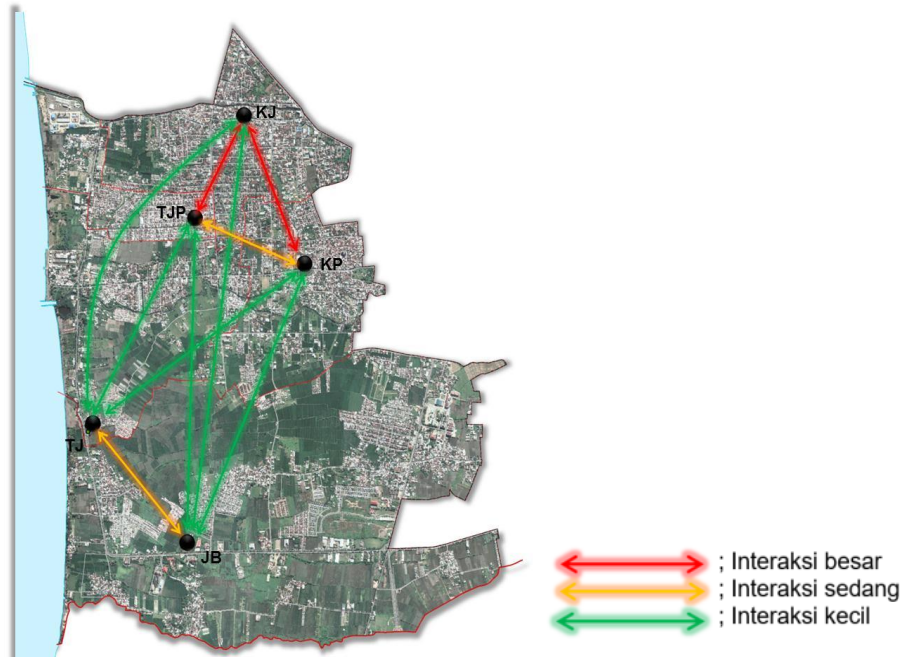 KJ
TJP
KP
TJ
JB
; Interaksi besar
; Interaksi sedang
; Interaksi kecil